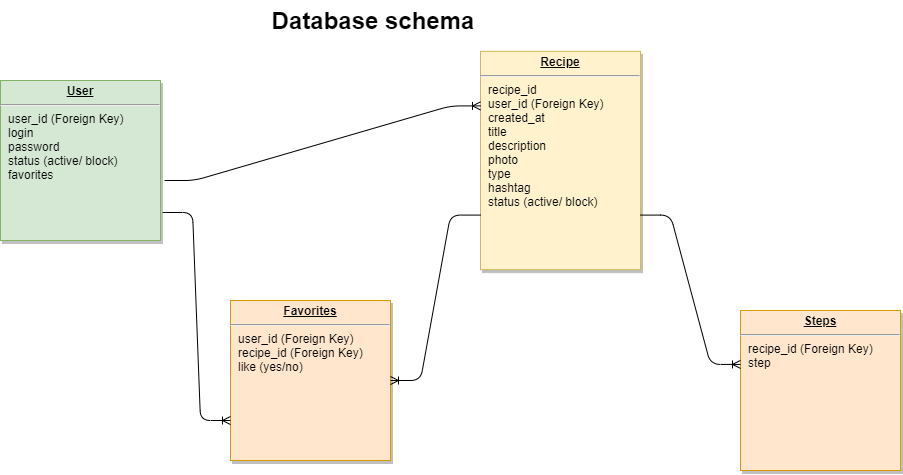 Database schema
User
user_id (Foreign Key)
login
password
status (active/ block)
favorites
Recipe
recipe_id
user_id (Foreign Key)
created_at
title
description
photo
type
hashtag
status (active/ block)
Favorites
user_id (Foreign Key)
recipe_id (Foreign Key)
like (yes/no)
Steps
recipe_id (Foreign Key)
step